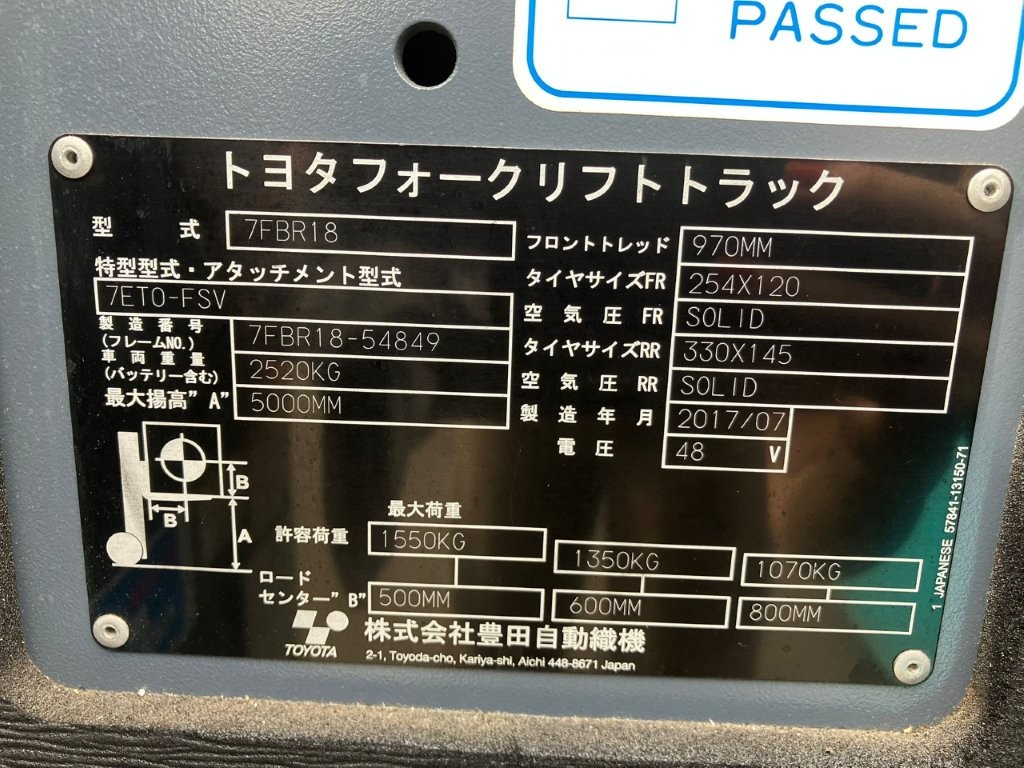 PASSED
トヨタフォークリフトトラック
型式 7FBR18
特型型式・アタッチメント型式
7ETO-FSV
製造番号
(フレームNO.) 7FBR18-54849
車両重量
(バッテリー含む) 2520KG
最大揚高"A" 5000MM
フロントトレッド 970MM
タイヤサイズFR 254X120
空気圧FR SOLID
タイヤサイズRR 330X145
空気圧RR SOLID
製造年月 2017/07
電圧 48 V
B
B
A
最大荷重
許容荷重 1550KG 1350KG 1070KG
ロード
センター"B" 500MM 600MM 800MM
TOYOTA
株式会社豊田自動織機
2-1, Toyoda-cho, Kariya-shi, Aichi 448-8671 Japan
1 JAPANESE 57841-13150-71